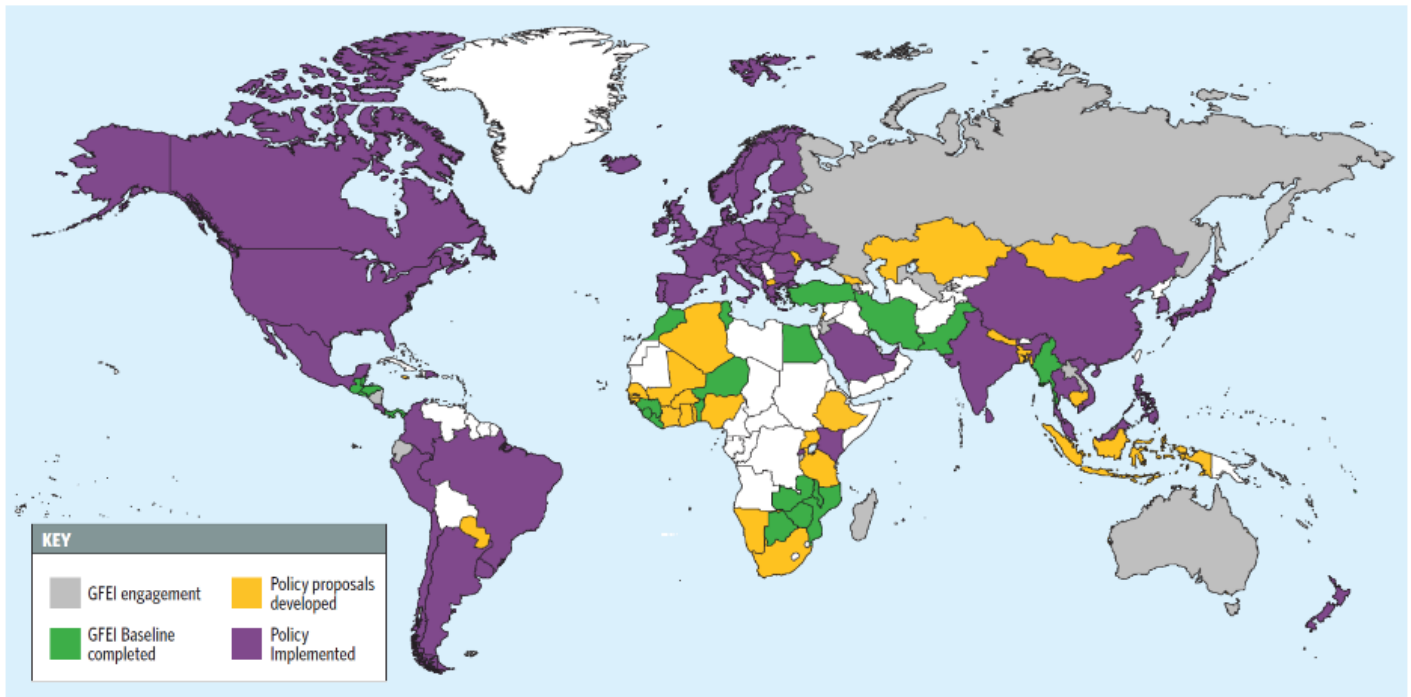 KEY
GFEI engagement
Policy proposals
developed
GFEI Baseline
completed
Policy
Implemented